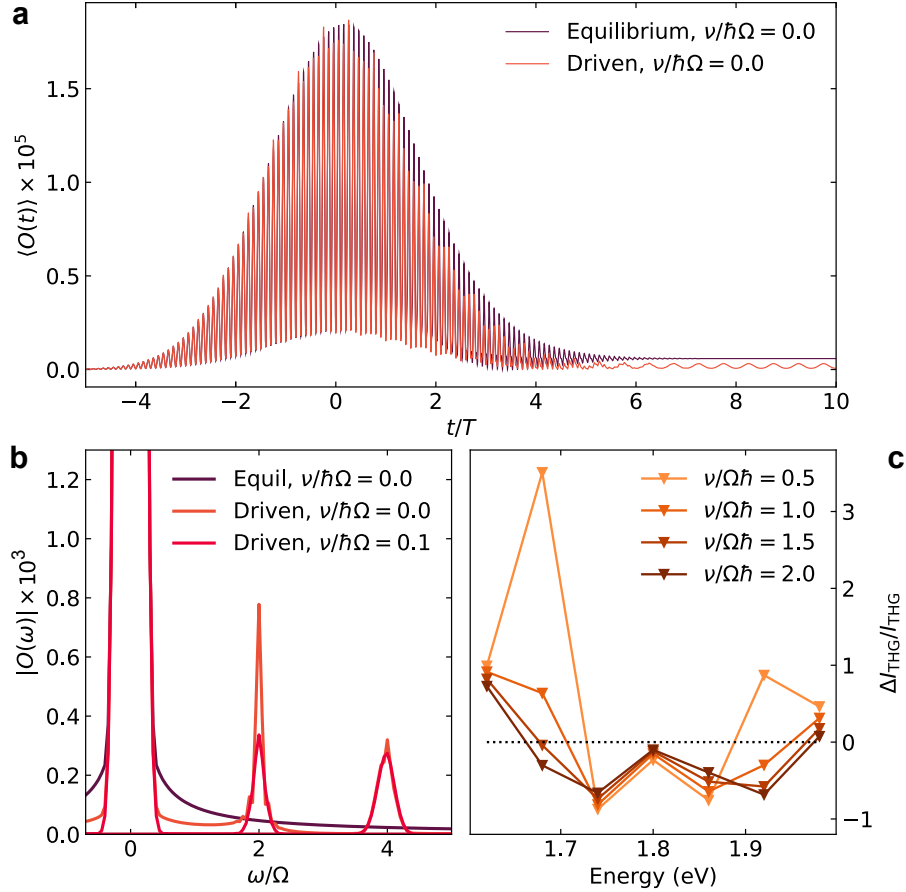 a
Equilibrium, ν/ℏΩ = 0.0
Driven, ν/ℏΩ = 0.0
⟨O(t)⟩ × 10⁵
1.5
1.0
0.5
0.0
−4 −2 0 2 4 6 8 10
t/T
b
Equil, ν/ℏΩ = 0.0
Driven, ν/ℏΩ = 0.0
Driven, ν/ℏΩ = 0.1
|O(ω)| × 10³
1.2
1.0
0.8
0.6
0.4
0.2
0.0
0 2 4
ω/Ω
c
ν/Ωℏ = 0.5
ν/Ωℏ = 1.0
ν/Ωℏ = 1.5
ν/Ωℏ = 2.0
3
2
1
0
−1
ΔI_THG/I_THG
1.7 1.8 1.9
Energy (eV)